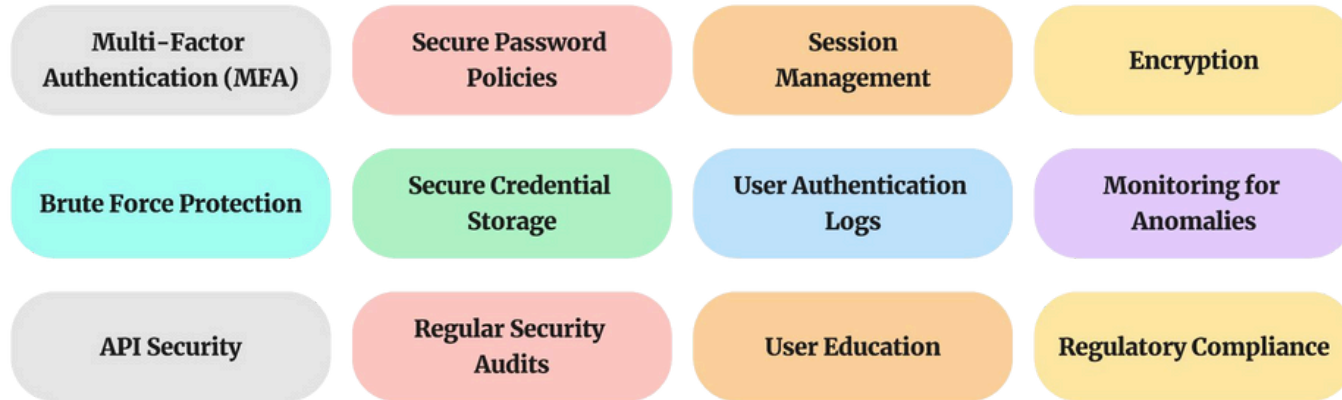 Multi-Factor
Authentication (MFA)
Secure Password
Policies
Session
Management
Encryption
Brute Force Protection
Secure Credential
Storage
User Authentication
Logs
Monitoring for
Anomalies
API Security
Regular Security
Audits
User Education
Regulatory Compliance